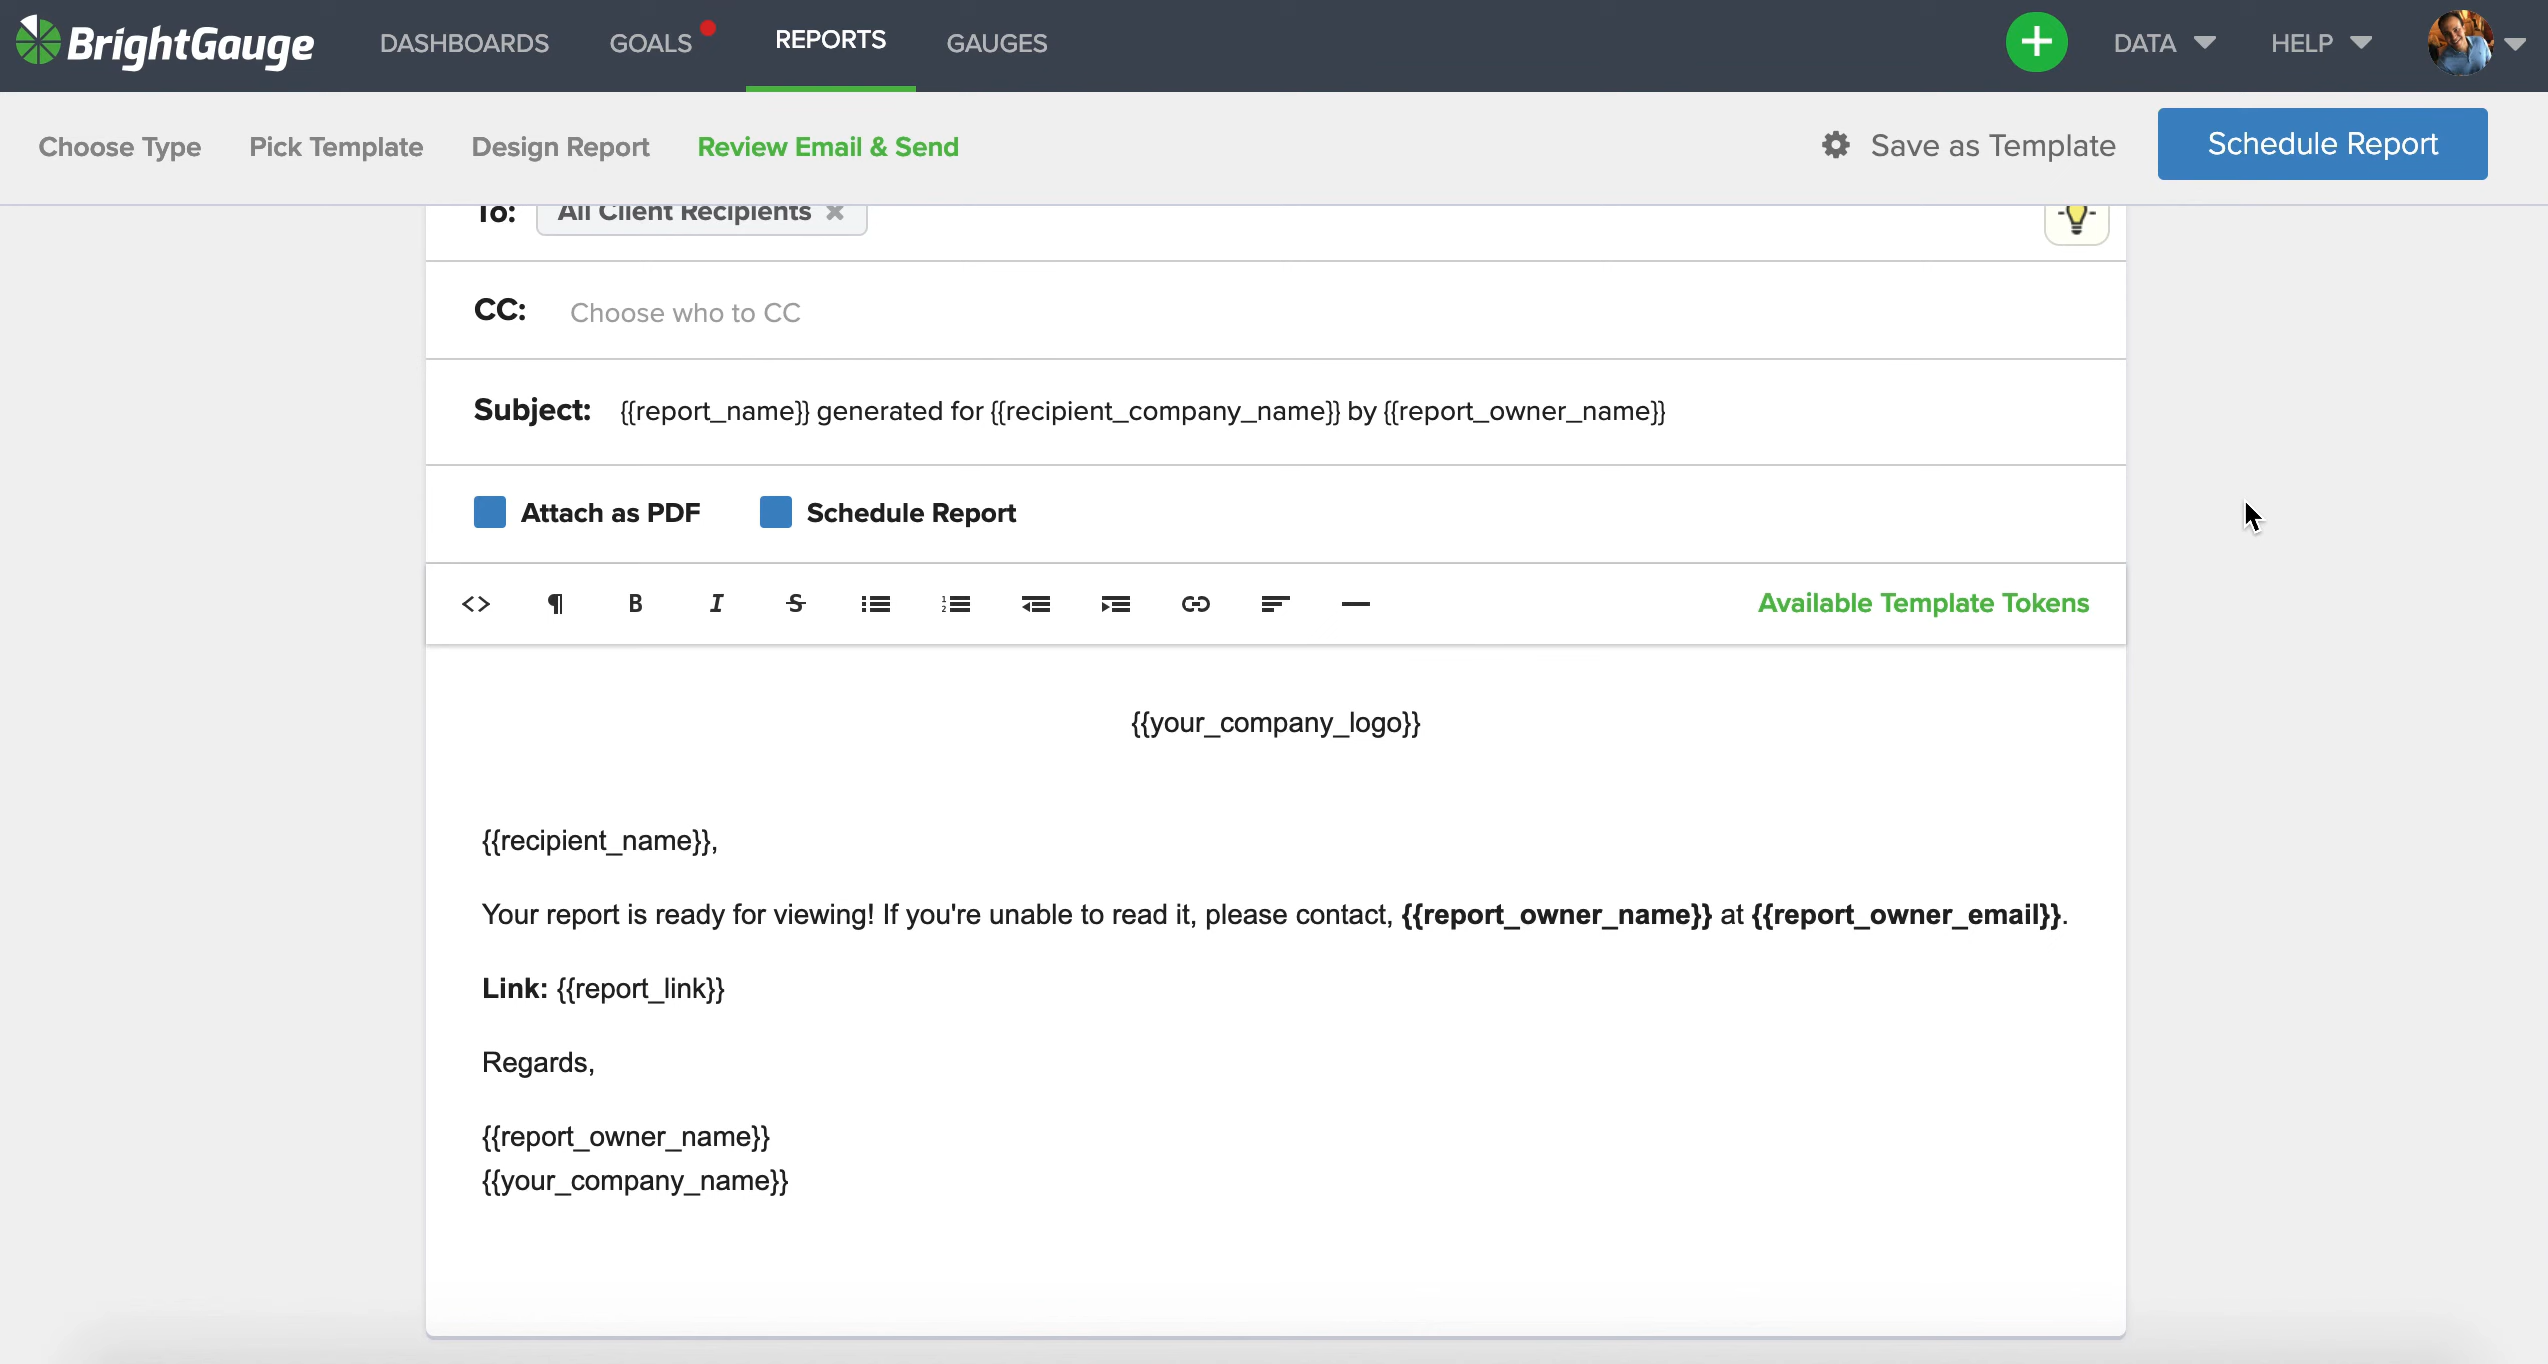 BrightGauge DASHBOARDS GOALS REPORTS GAUGES DATA HELP
Choose Type Pick Template Design Report Review Email & Send Save as Template Schedule Report
To: All Client Recipients
CC: Choose who to CC
Subject: {{report_name}} generated for {{recipient_company_name}} by {{report_owner_name}}
Attach as PDF Schedule Report
Available Template Tokens
{{your_company_logo}}
{{recipient_name}},
Your report is ready for viewing! If you're unable to read it, please contact, {{report_owner_name}} at {{report_owner_email}}.
Link: {{report_link}}
Regards,
{{report_owner_name}}
{{your_company_name}}